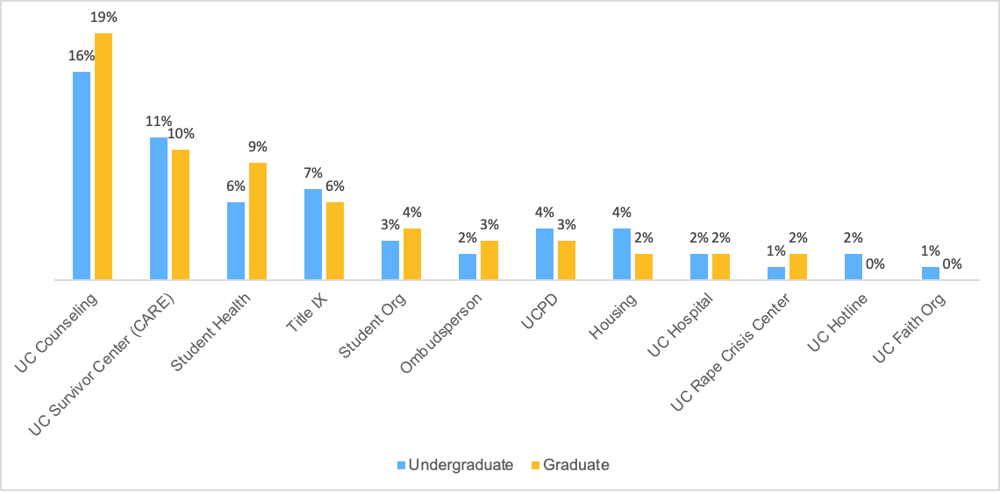 19%
16%
11%
10%
9%
6%
7%
6%
3%
4%
2%
3%
4%
3%
4%
2%
2%
2%
1%
2%
2%
0%
1%
0%
UC Counseling
UC Survivor Center (CARE)
Student Health
Title IX
Student Org
Ombudsperson
UCPD
Housing
UC Hospital
UC Rape Crisis Center
UC Hotline
UC Faith Org
Undergraduate
Graduate